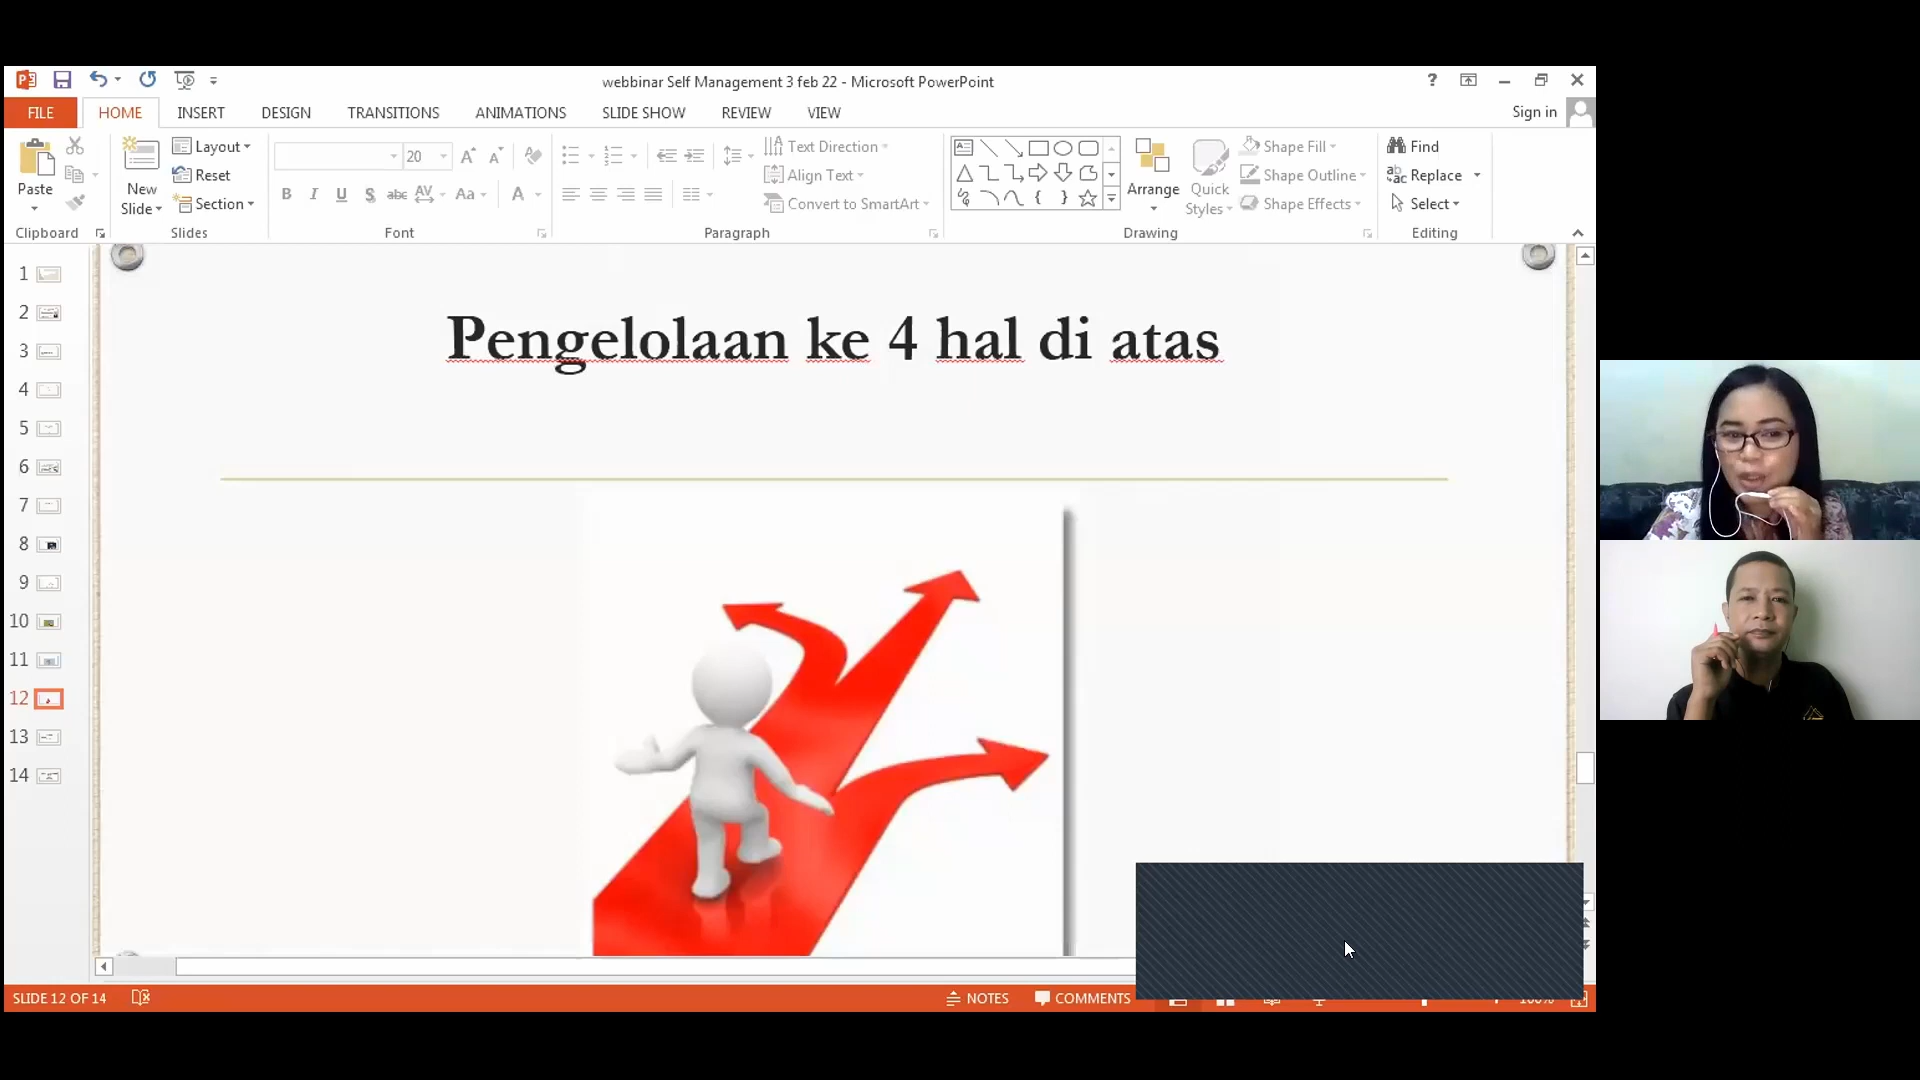 webbinar Self Management 3 feb 22 - Microsoft PowerPoint
FILE HOME INSERT DESIGN TRANSITIONS ANIMATIONS SLIDE SHOW REVIEW VIEW Sign in
Paste
New Slide
Layout
Reset
Section
20
B I U S abc AV Aa A
Text Direction
Align Text
Convert to SmartArt
Arrange
Quick Styles
Shape Fill
Shape Outline
Shape Effects
Find
Replace
Select
Clipboard Slides Font Paragraph Drawing Editing
1
2
3
4
5
6
7
8
9
10
11
12
13
14
Pengelolaan ke 4 hal di atas
SLIDE 12 OF 14 NOTES COMMENTS